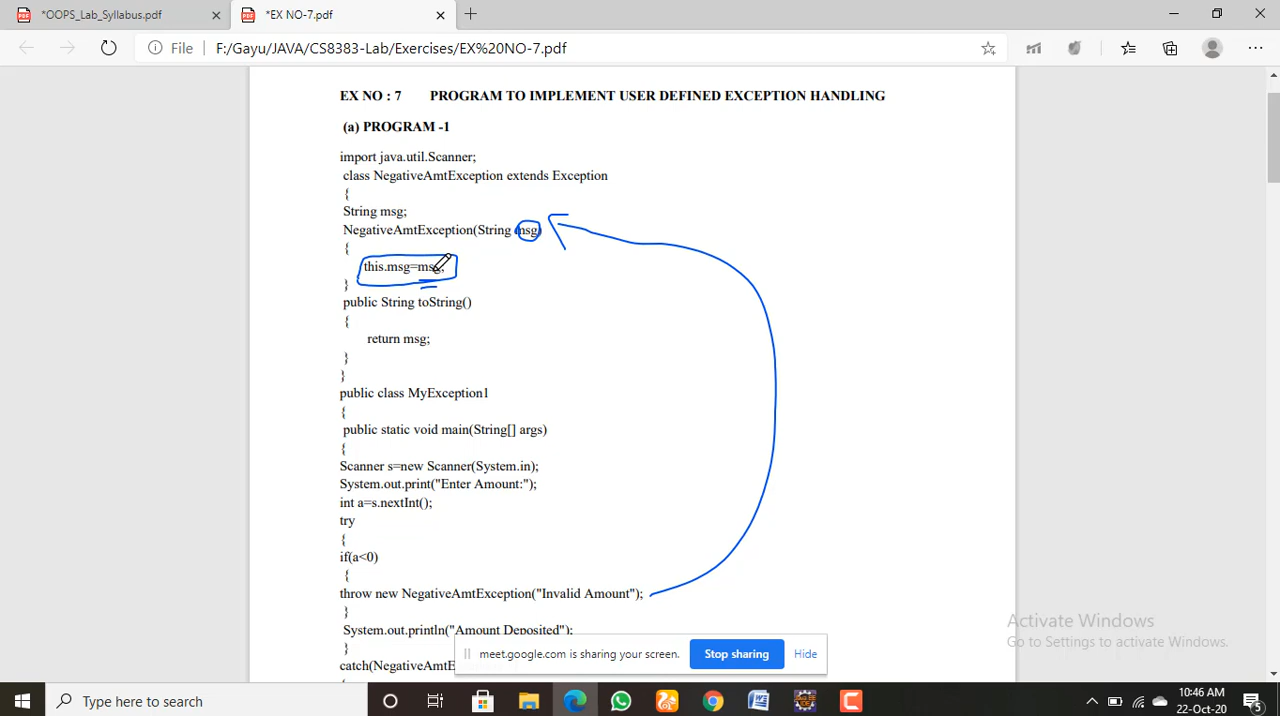 *OOPS_Lab_Syllabus.pdf
*EX NO-7.pdf
File
F:/Gayu/JAVA/CS8383-Lab/Exercises/EX%20NO-7.pdf
EX NO : 7 PROGRAM TO IMPLEMENT USER DEFINED EXCEPTION HANDLING
(a) PROGRAM -1
import java.util.Scanner;
class NegativeAmtException extends Exception
{
String msg;
NegativeAmtException(String msg)
{
this.msg=msg;
}
public String toString()
{
return msg;
}
}
public class MyException1
{
public static void main(String[] args)
{
Scanner s=new Scanner(System.in);
System.out.print("Enter Amount:");
int a=s.nextInt();
try
{
if(a<0)
{
throw new NegativeAmtException("Invalid Amount");
}
System.out.println("Amount Deposited");
}
catch(NegativeAmtE
{
meet.google.com is sharing your screen.
Stop sharing
Hide
Activate Windows
Go to Settings to activate Windows.
Type here to search
10:46 AM
22-Oct-20
5